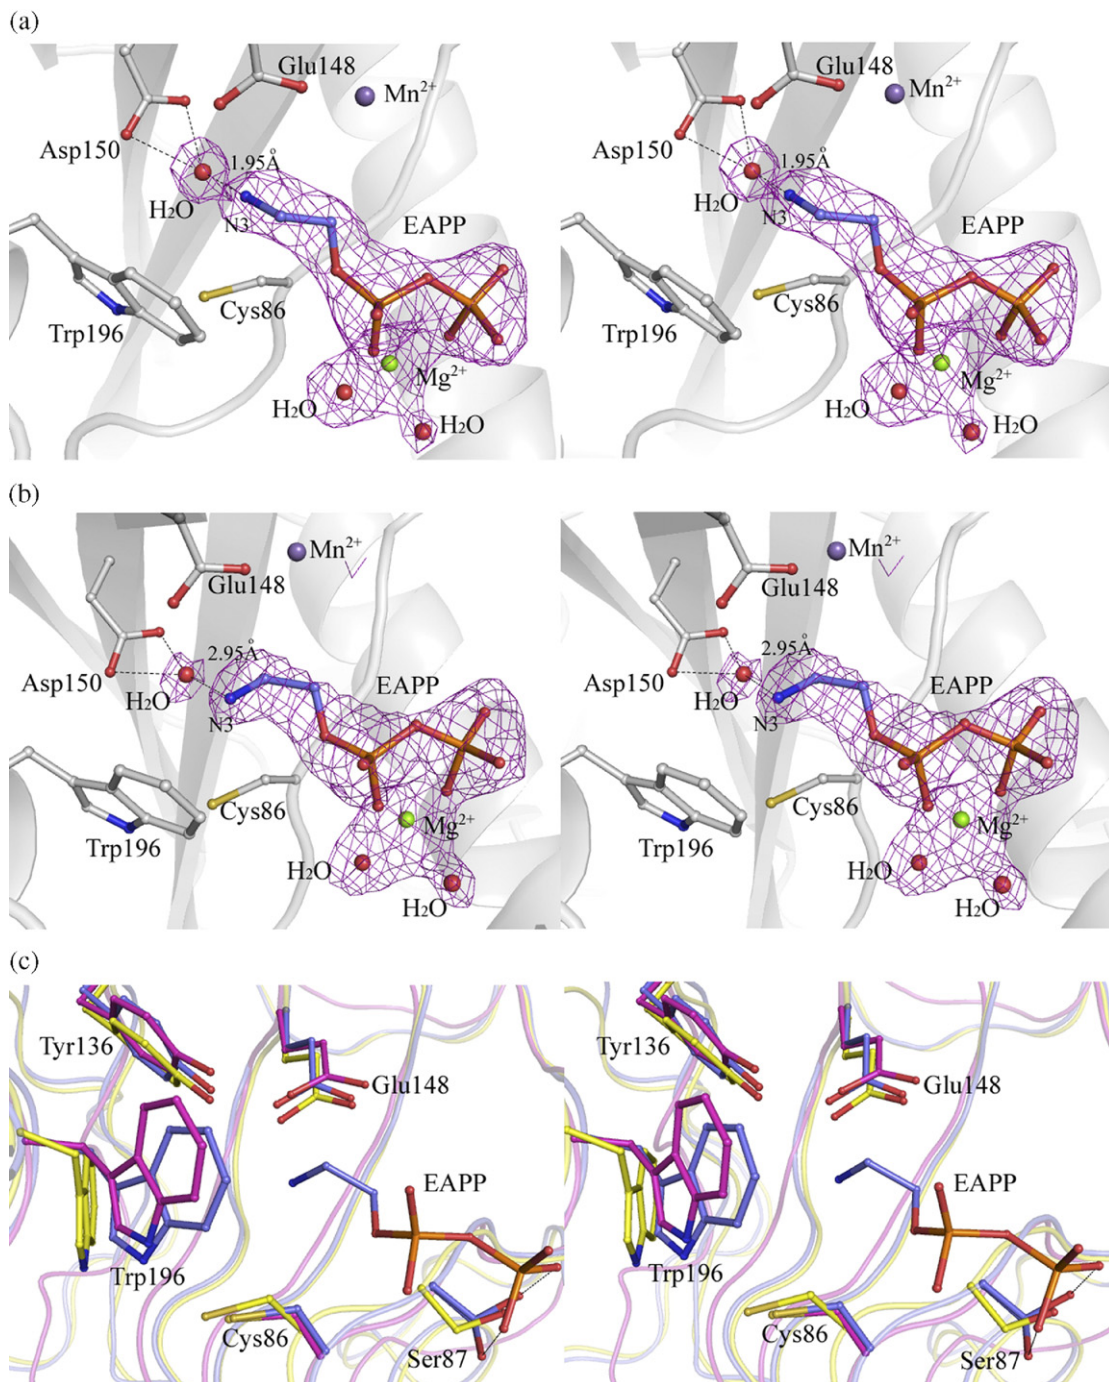 (a)
Glu148 Mn²⁺ Glu148 Mn²⁺
Asp150 1.95Å Asp150 1.95Å
H₂O N3 EAPP H₂O N3 EAPP
Trp196 Cys86 Trp196 Cys86
Mg²⁺ Mg²⁺
H₂O H₂O H₂O H₂O
(b)
Mn²⁺ Mn²⁺
Glu148 Glu148
2.95Å 2.95Å
Asp150 EAPP Asp150 EAPP
H₂O N3 H₂O N3
Cys86 Cys86
Trp196 Mg²⁺ Trp196 Mg²⁺
H₂O H₂O
H₂O H₂O
(c)
Tyr136 Tyr136
Glu148 Glu148
EAPP EAPP
Trp196 Trp196
Cys86 Cys86
Ser87 Ser87